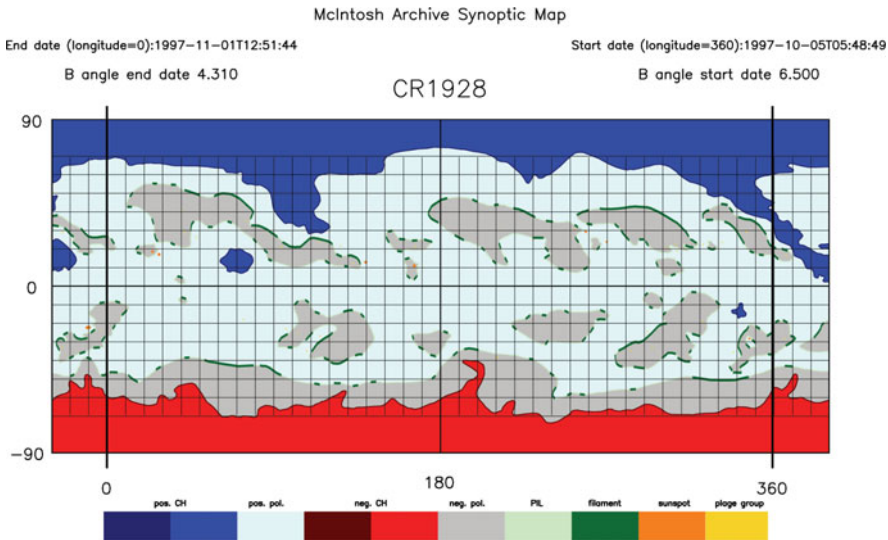 McIntosh Archive Synoptic Map
End date (longitude=0):1997-11-01T12:51:44 Start date (longitude=360):1997-10-05T05:48:49
B angle end date 4.310 B angle start date 6.500
CR1928
90
0
-90
0 180 360
pos. CH pos. pol. neg. CH neg. pol. PIL filament sunspot plage group